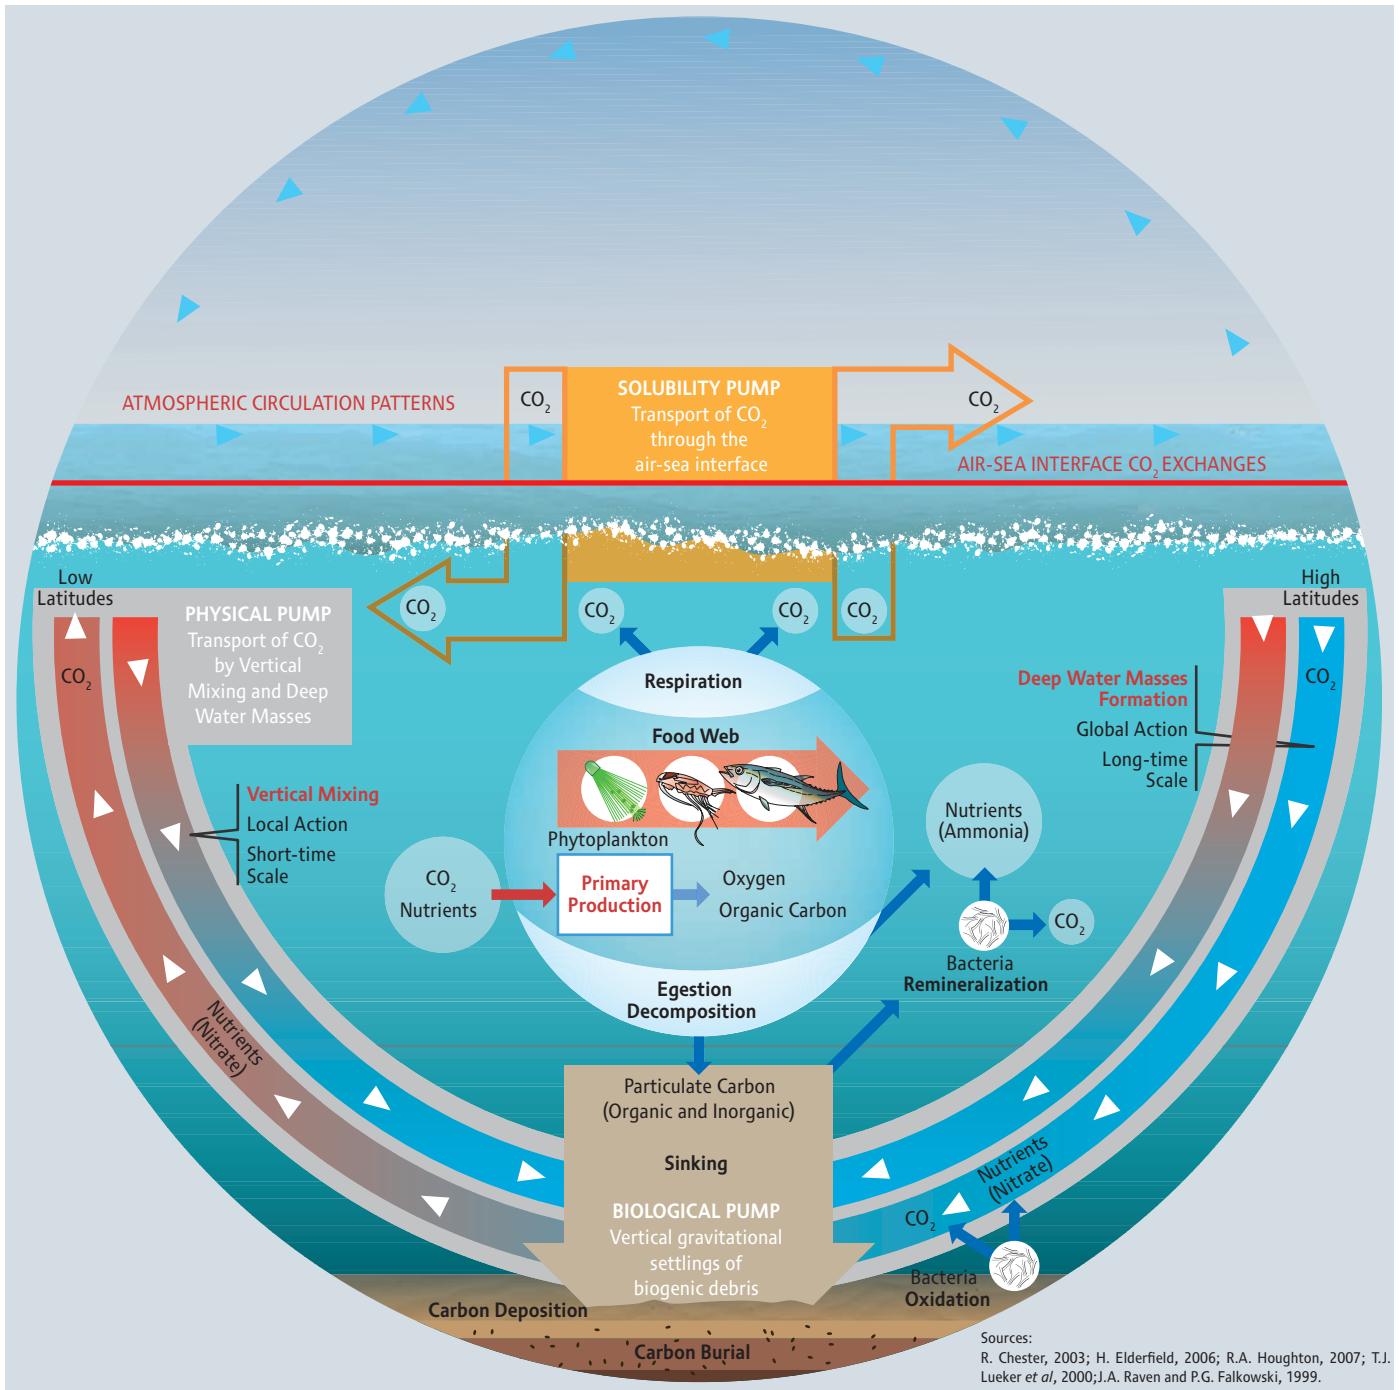 ATMOSPHERIC CIRCULATION PATTERNS
CO2
SOLUBILITY PUMP
Transport of CO2
through the
air-sea interface
CO2
AIR-SEA INTERFACE CO2 EXCHANGES
Low
Latitudes
High
Latitudes
PHYSICAL PUMP
Transport of CO2
by Vertical
Mixing and Deep
Water Masses
CO2
CO2
CO2
CO2
CO2
CO2
Respiration
Deep Water Masses
Formation
Global Action
Long-time
Scale
Food Web
Vertical Mixing
Local Action
Short-time
Scale
Phytoplankton
Nutrients
(Ammonia)
CO2
Nutrients
Primary
Production
Oxygen
Organic Carbon
CO2
Bacteria
Remineralization
Egestion
Decomposition
Nutrients
(Nitrate)
Particulate Carbon
(Organic and Inorganic)
Sinking
BIOLOGICAL PUMP
Vertical gravitational
settlings of
biogenic debris
Nutrients
(Nitrate)
CO2
Bacteria
Oxidation
Carbon Deposition
Carbon Burial
Sources:
R. Chester, 2003; H. Elderfield, 2006; R.A. Houghton, 2007; T.J.
Lueker et al, 2000;J.A. Raven and P.G. Falkowski, 1999.